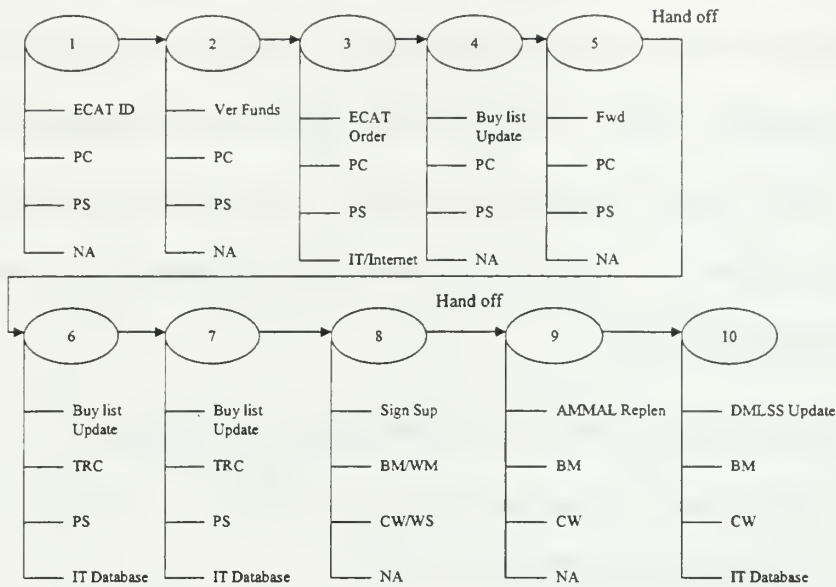 Hand off
1
2
3
4
5
ECAT ID
PC
PS
NA
Ver Funds
PC
PS
NA
ECAT
Order
PC
PS
IT/Internet
Buy list
Update
PC
PS
NA
Fwd
PC
PS
NA
Hand off
6
7
8
9
10
Buy list
Update
TRC
PS
IT Database
Buy list
Update
TRC
PS
IT Database
Sign Sup
BM/WM
CW/WS
NA
AMMAL Replen
BM
CW
NA
DMLSS Update
BM
CW
IT Database